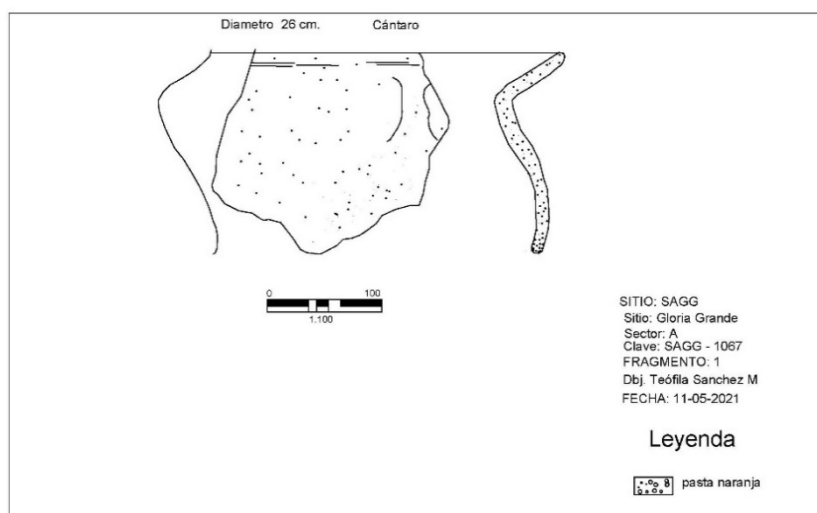 Diametro 26 cm. Cántaro
0 100
1.100
SITIO: SAGG
Sitio: Gloria Grande
Sector: A
Clave: SAGG - 1067
FRAGMENTO: 1
Dbj. Teófila Sanchez M
FECHA: 11-05-2021
Leyenda
pasta naranja